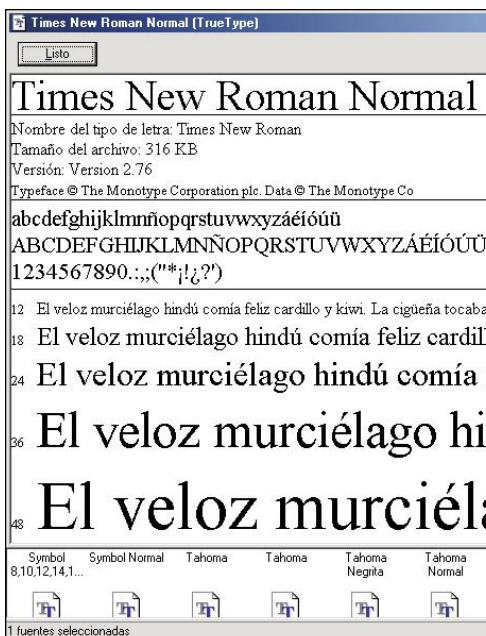 Times New Roman Normal (TrueType)
Listo
Times New Roman Normal
Nombre del tipo de letra: Times New Roman
Tamaño del archivo: 316 KB
Versión: Version 2.76
Typeface © The Monotype Corporation plc. Data © The Monotype Co
abcdefghijklmnñopqrstuvwxyzáéíóúü
ABCDEFGHIJKLMNÑOPQRSTUVWXYZÁÉÍÓÚÜ
1234567890.:,;("*¡!¿?')
12 El veloz murciélago hindú comía feliz cardillo y kiwi. La cigüeña tocaba
18 El veloz murciélago hindú comía feliz cardill
24 El veloz murciélago hindú comía
36 El veloz murciélago hi
48 El veloz murciéla
Symbol 8,10,12,14,1... Symbol Normal Tahoma Tahoma Tahoma Negrita Tahoma Normal
1 fuentes seleccionadas